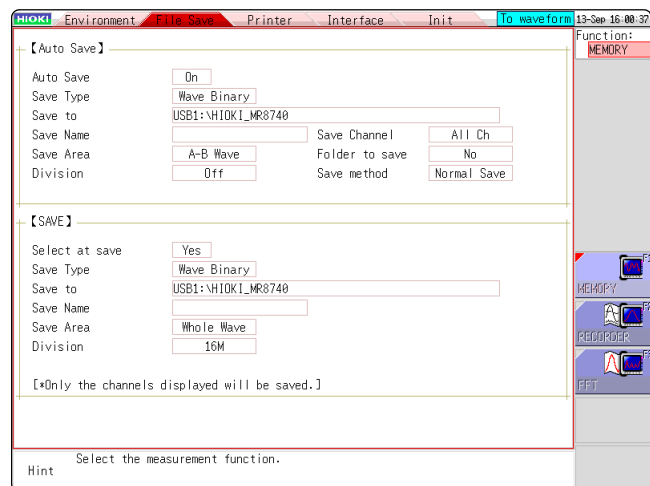 HIOKI Environment File Save Printer Interface Init To waveform 13-Sep 16:00:37
Function:
MEMORY
【Auto Save】
Auto Save On
Save Type Wave Binary
Save to USB1:\HIOKI_MR8740
Save Name Save Channel All Ch
Save Area A-B Wave Folder to save No
Division Off Save method Normal Save
【SAVE】
Select at save Yes
Save Type Wave Binary
Save to USB1:\HIOKI_MR8740
Save Name
Save Area Whole Wave
Division 16M
[*Only the channels displayed will be saved.]
MEMORY
RECORDER
FFT
Select the measurement function.
Hint